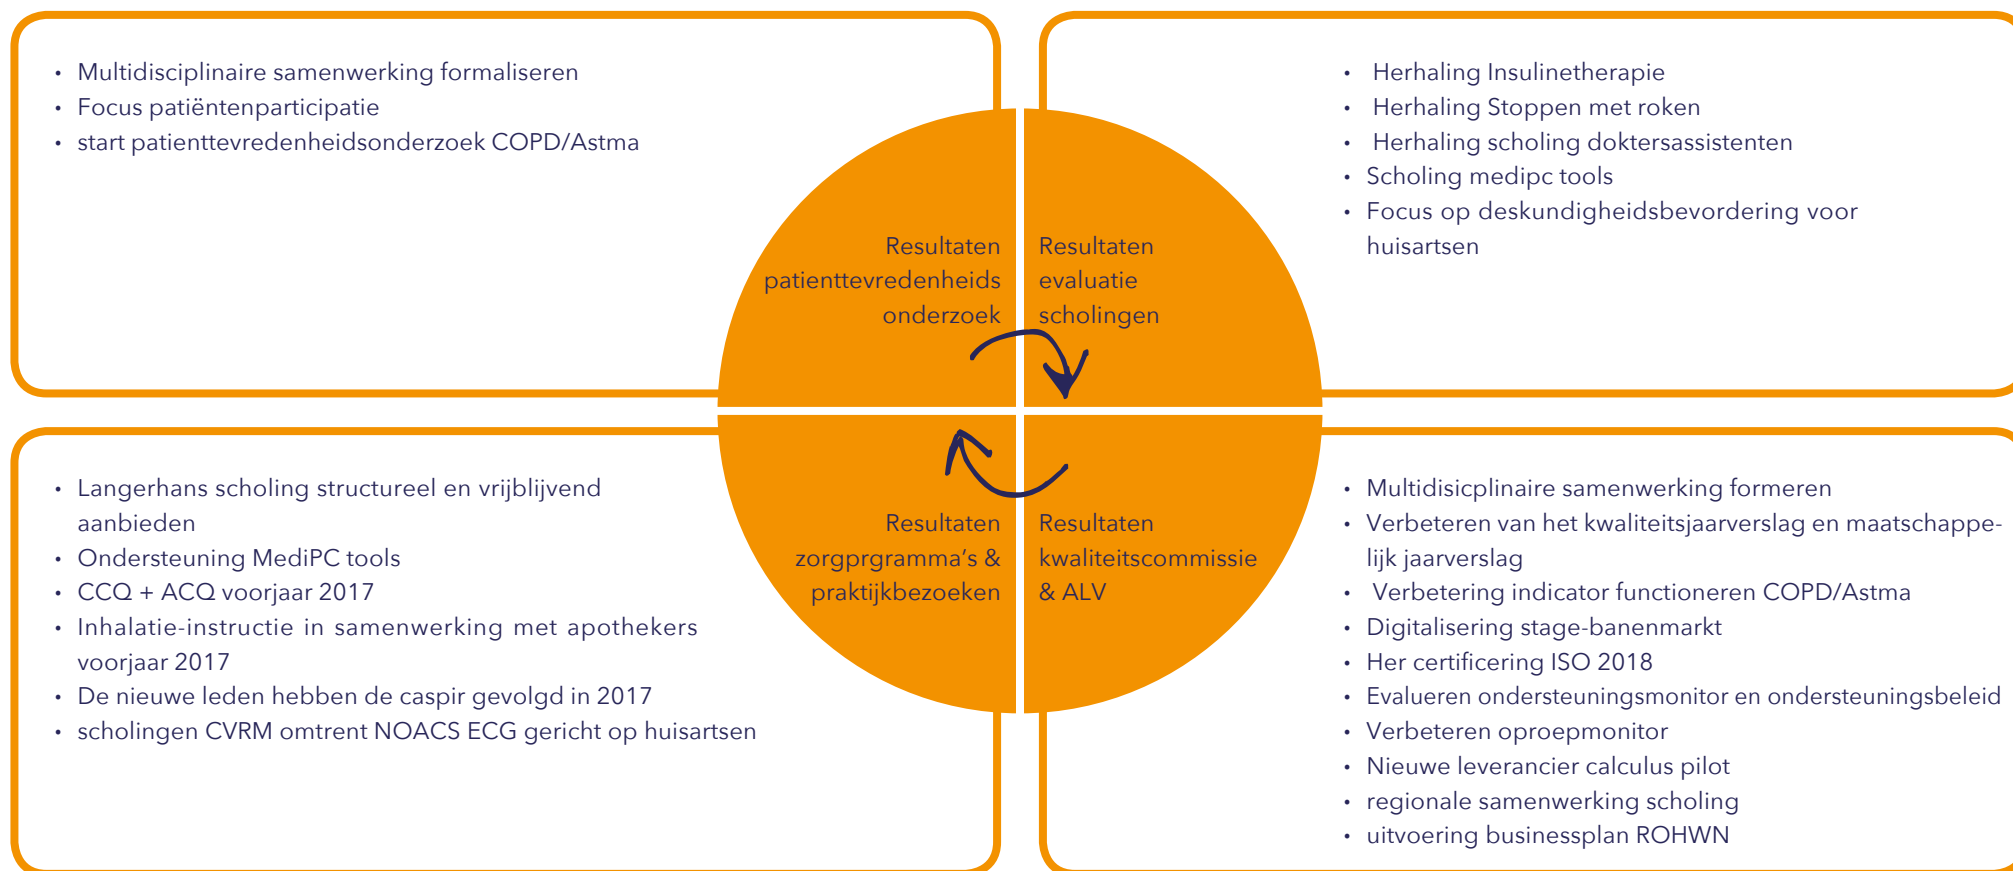 • Multidisciplinaire samenwerking formaliseren
• Focus patiëntenparticipatie
• start patienttevredenheidsonderzoek COPD/Astma
• Herhaling Insulinetherapie
• Herhaling Stoppen met roken
• Herhaling scholing doktersassistenten
• Scholing medipc tools
• Focus op deskundigheidsbevordering voor
huisartsen
Resultaten
patienttevredenheids
onderzoek
Resultaten
evaluatie
scholingen
• Langerhans scholing structureel en vrijblijvend
aanbieden
• Ondersteuning MediPC tools
• CCQ + ACQ voorjaar 2017
• Inhalatie-instructie in samenwerking met apothekers
voorjaar 2017
• De nieuwe leden hebben de caspir gevolgd in 2017
• scholingen CVRM omtrent NOACS ECG gericht op huisartsen
Resultaten
zorgprgramma's &
praktijkbezoeken
Resultaten
kwaliteitscommissie
& ALV
• Multidisicplinaire samenwerking formeren
• Verbeteren van het kwaliteitsjaarverslag en maatschappe-
lijk jaarverslag
• Verbetering indicator functioneren COPD/Astma
• Digitalisering stage-banenmarkt
• Her certificering ISO 2018
• Evalueren ondersteuningsmonitor en ondersteuningsbeleid
• Verbeteren oproepmonitor
• Nieuwe leverancier calculus pilot
• regionale samenwerking scholing
• uitvoering businessplan ROHWN